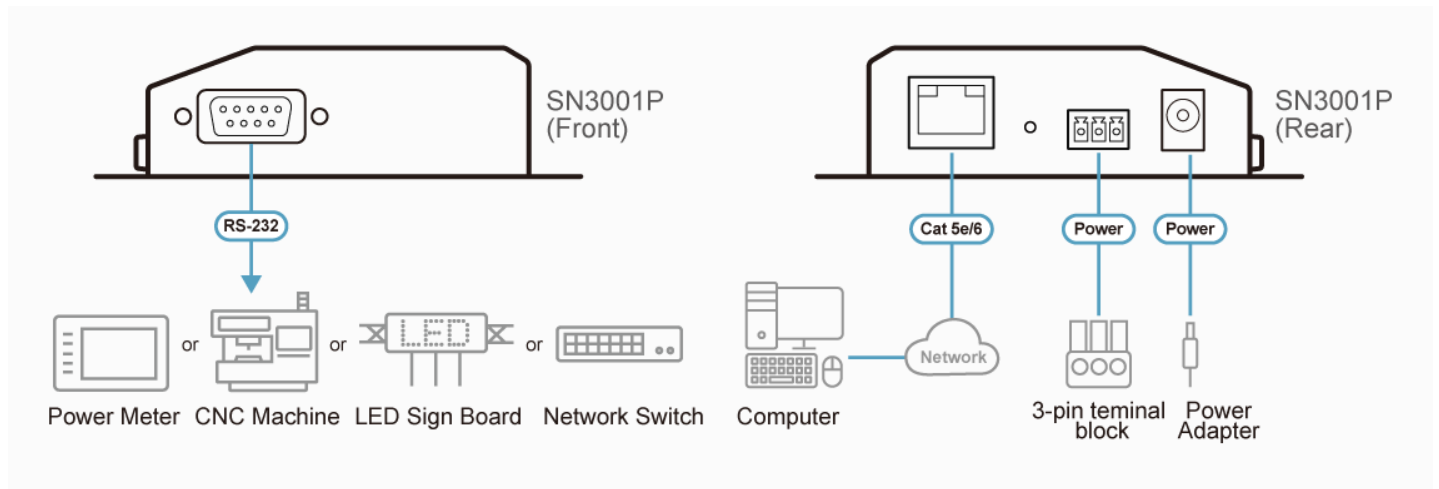 SN3001P
(Front)
SN3001P
(Rear)
RS-232
Cat 5e/6
Power
Power
or
or
LED
or
Network
Power Meter
CNC Machine
LED Sign Board
Network Switch
Computer
3-pin teminal
block
Power
Adapter